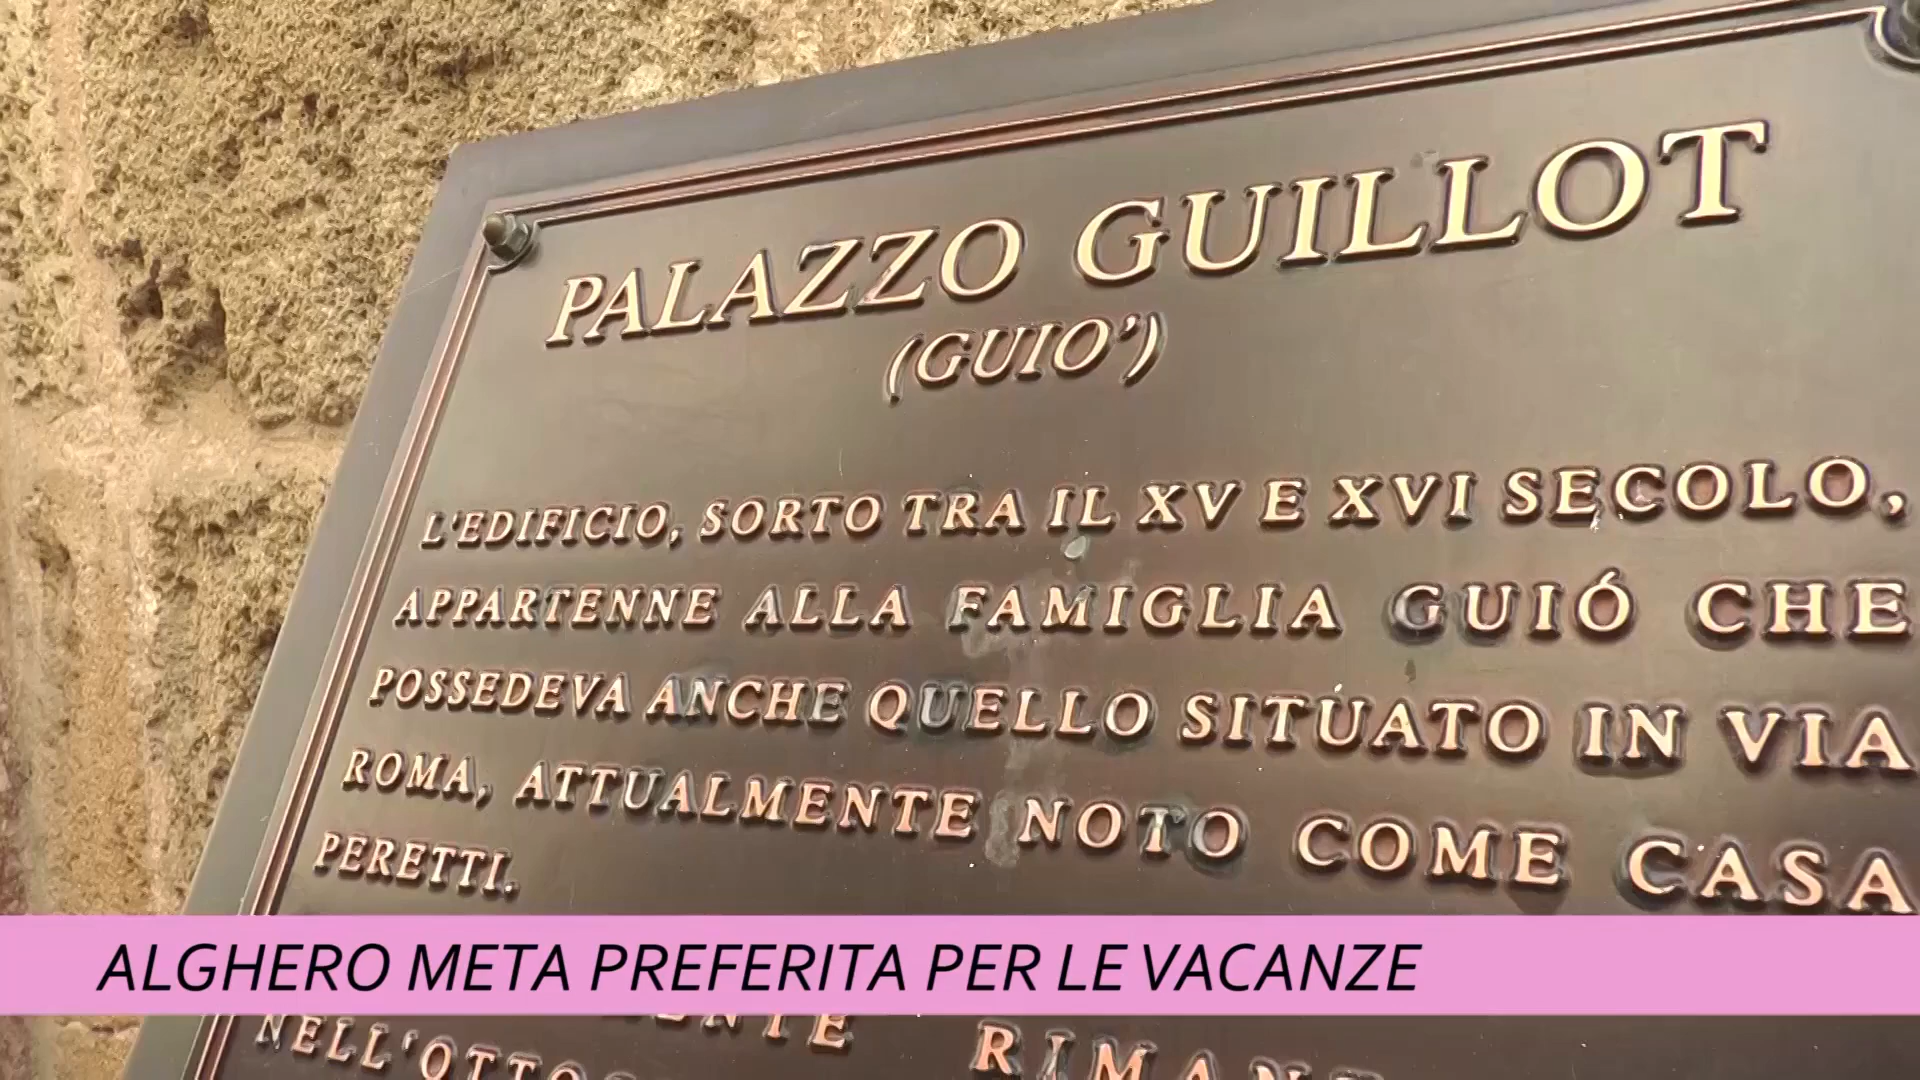 PALAZZO GUILLOT
(GUIO')
L'EDIFICIO, SORTO TRA IL XV E XVI SECOLO,
APPARTENNE ALLA FAMIGLIA GUIÓ CHE
POSSEDEVA ANCHE QUELLO SITUATO IN VIA
ROMA, ATTUALMENTE NOTO COME CASA
PERETTI.
ALGHERO META PREFERITA PER LE VACANZE